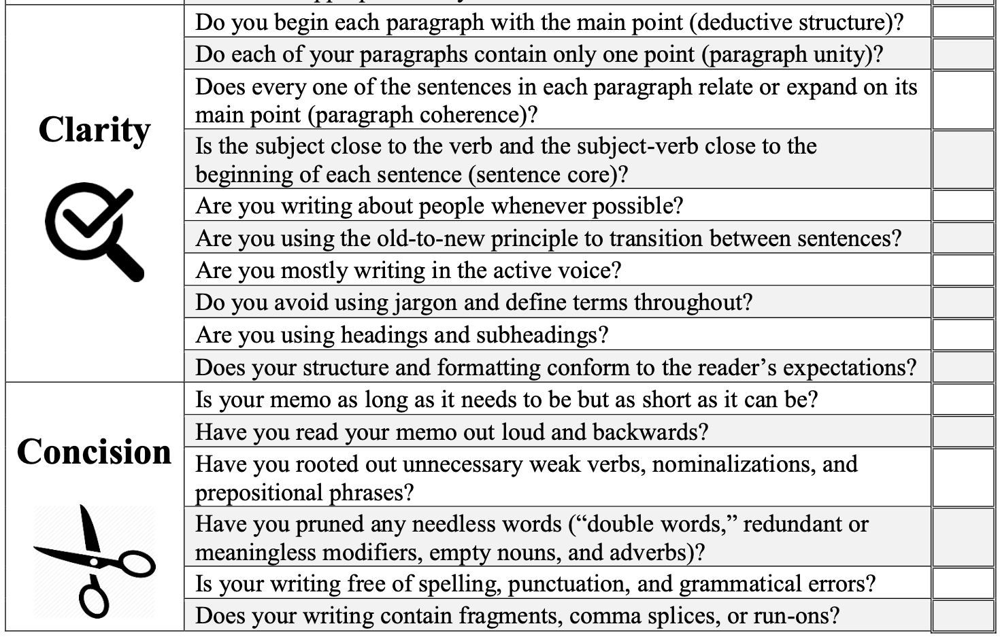 Do you begin each paragraph with the main point (deductive structure)?
Do each of your paragraphs contain only one point (paragraph unity)?
Does every one of the sentences in each paragraph relate or expand on its
main point (paragraph coherence)?
Clarity
Is the subject close to the verb and the subject-verb close to the
beginning of each sentence (sentence core)?
Are you writing about people whenever possible?
Are you using the old-to-new principle to transition between sentences?
Are you mostly writing in the active voice?
Do you avoid using jargon and define terms throughout?
Are you using headings and subheadings?
Does your structure and formatting conform to the reader’s expectations?
Is your memo as long as it needs to be but as short as it can be?
Have you read your memo out loud and backwards?
Concision
Have you rooted out unnecessary weak verbs, nominalizations, and
prepositional phrases?
Have you pruned any needless words (“double words,” redundant or
meaningless modifiers, empty nouns, and adverbs)?
Is your writing free of spelling, punctuation, and grammatical errors?
Does your writing contain fragments, comma splices, or run-ons?